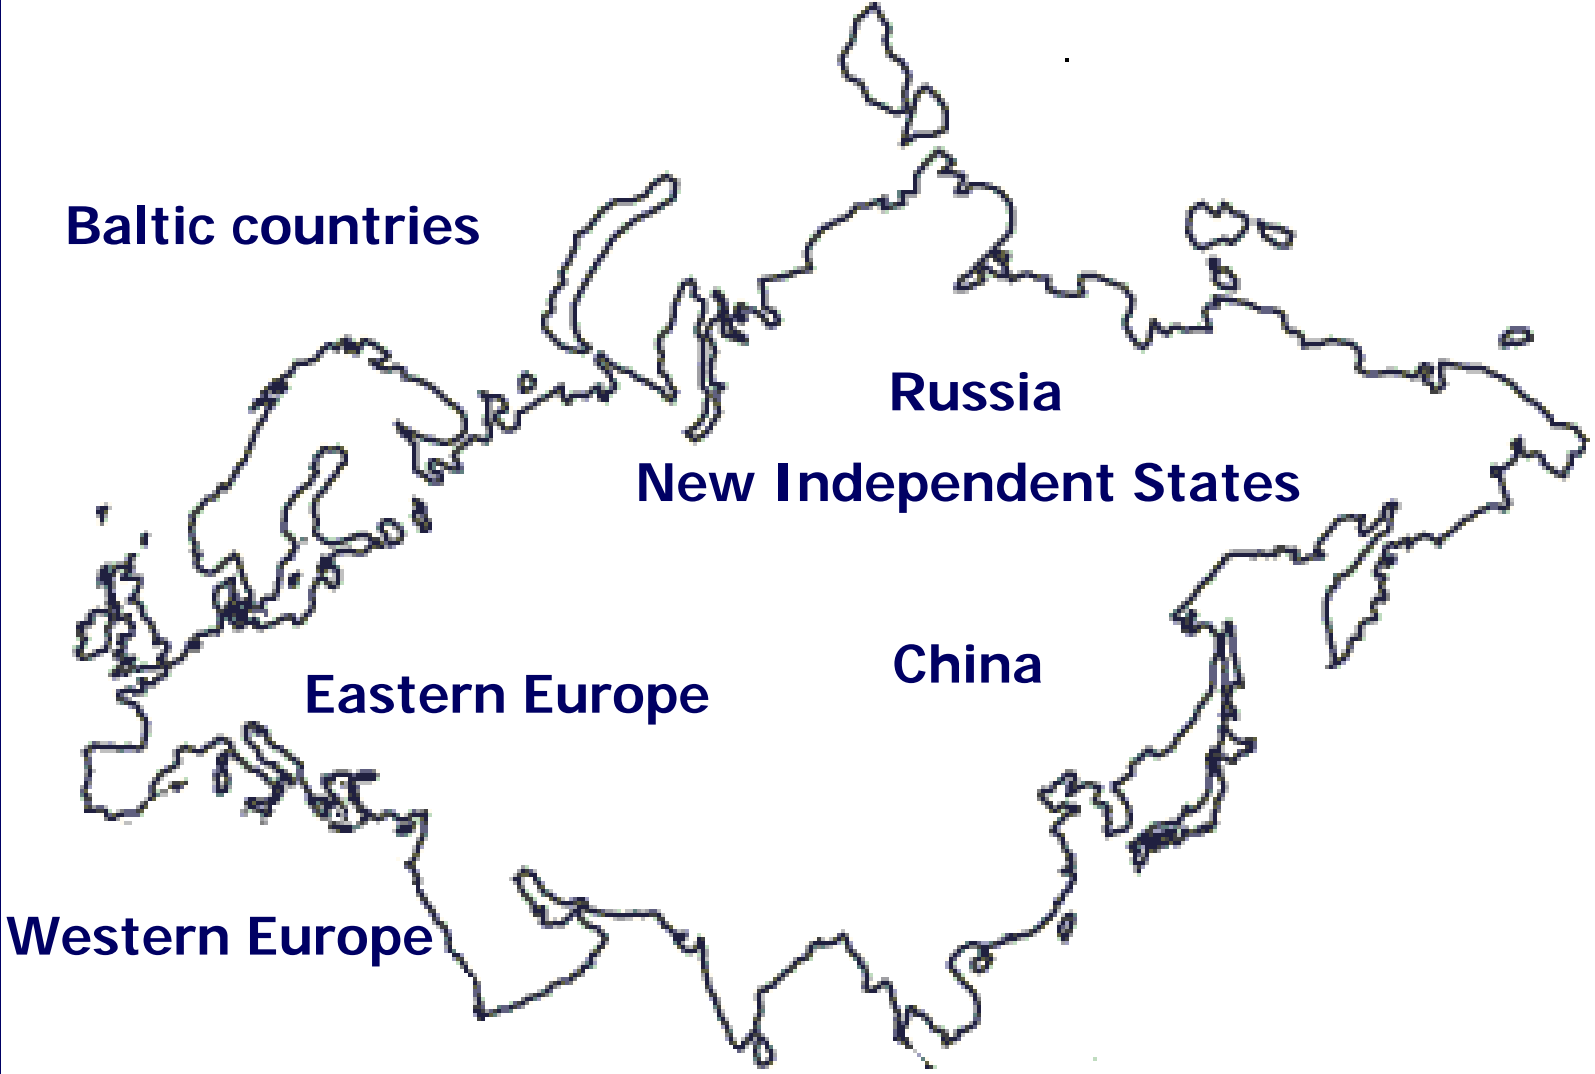 Baltic countries
Russia
New Independent States
China
Eastern Europe
Western Europe